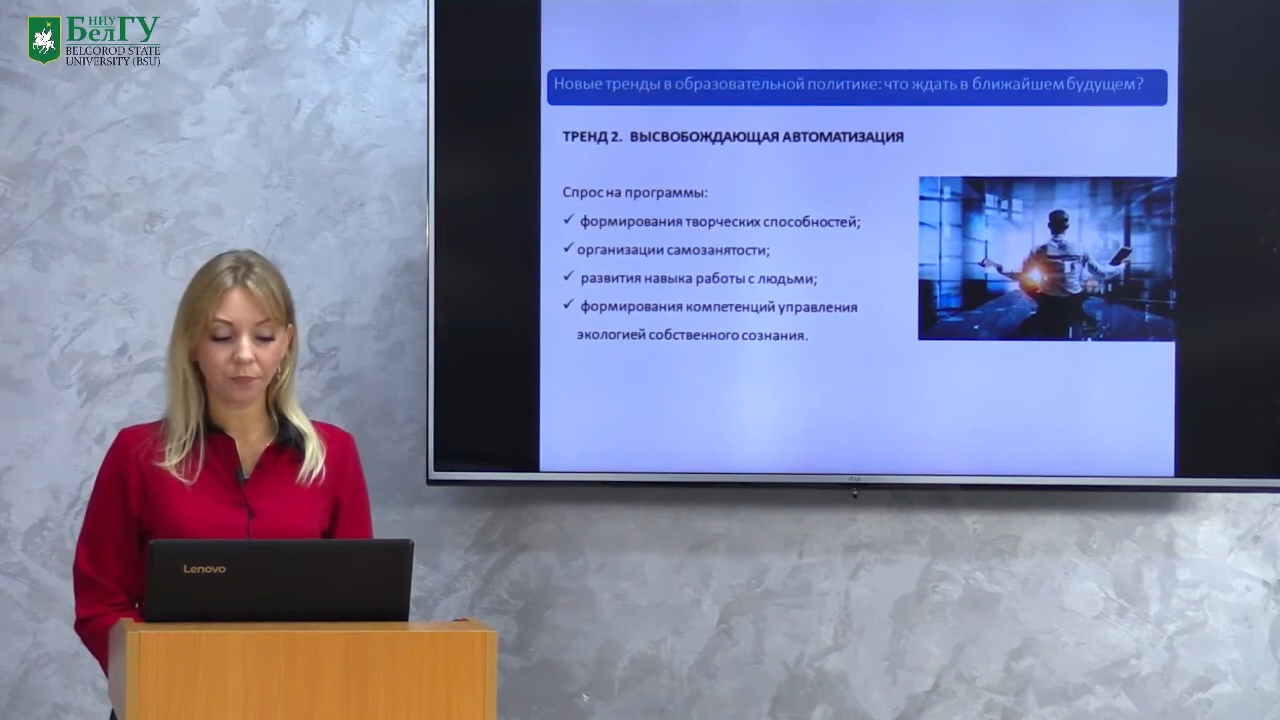 НИУ
БелГУ
BELGOROD STATE
UNIVERSITY (BSU)
Новые тренды в образовательной политике: что ждать в ближайшем будущем?
ТРЕНД 2. ВЫСВОБОЖДАЮЩАЯ АВТОМАТИЗАЦИЯ
Спрос на программы:
✓ формирования творческих способностей;
✓ организации самозанятости;
✓ развития навыка работы с людьми;
✓ формирования компетенций управления
экологией собственного сознания.
Lenovo